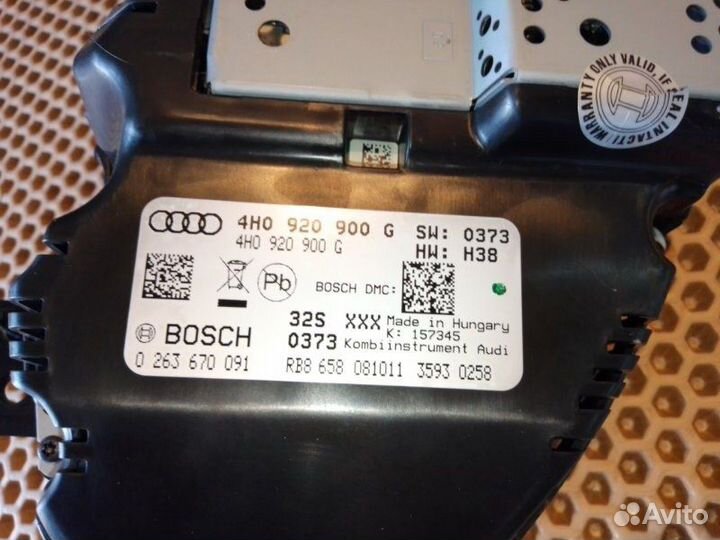 WARRANTY ONLY VALID, IF SEAL INTACT!
4H0 920 900 G SW: 0373
4H0 920 900 G HW: H38
Pb BOSCH DMC:
32S XXX Made in Hungary
K: 157345
BOSCH 0373 Kombiinstrument Audi
0 263 670 091 RB8 658 081011 3593 0258
Avito